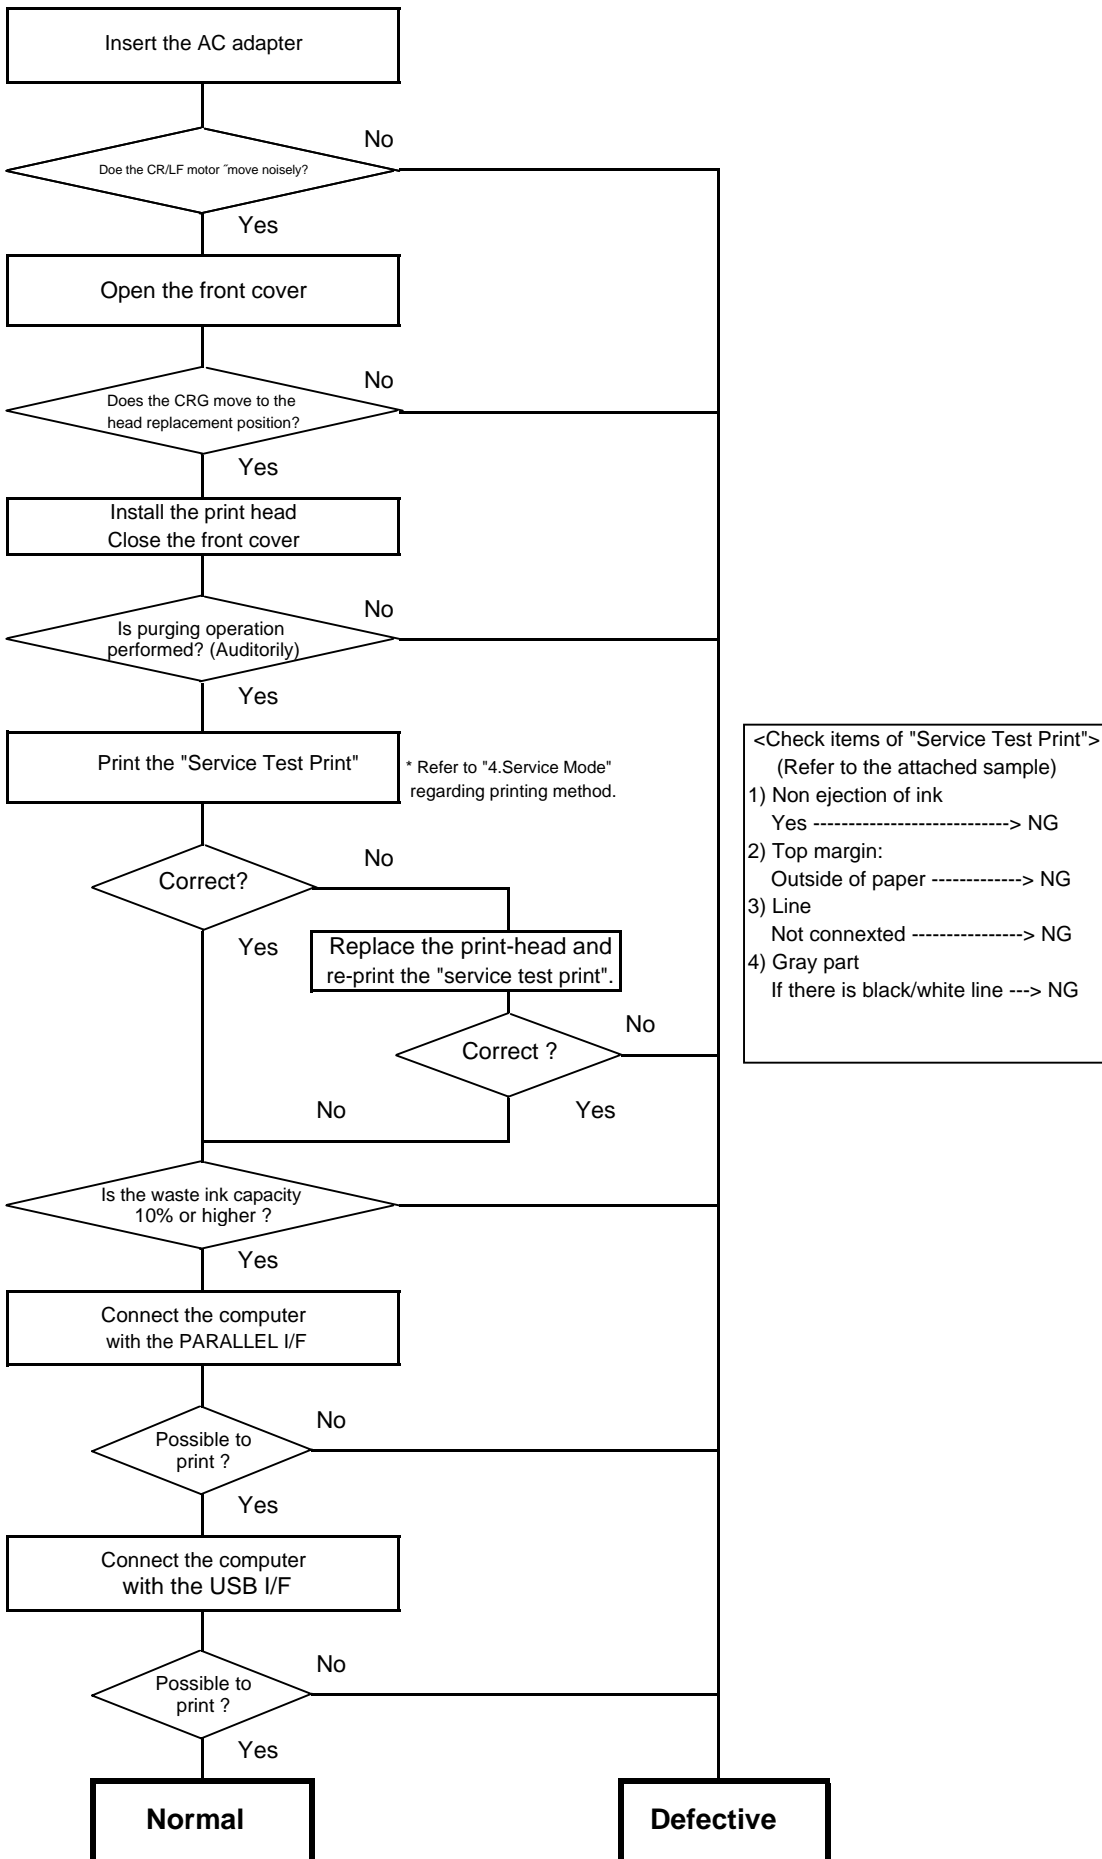 Insert the AC adapter
No
Doe the CR/LF motor ˝move noisely?
Yes
Open the front cover
No
Does the CRG move to the
head replacement position?
Yes
Install the print head
Close the front cover
No
Is purging operation
performed? (Auditorily)
Yes
Print the "Service Test Print"
* Refer to "4.Service Mode"
regarding printing method.
<Check items of "Service Test Print">
(Refer to the attached sample)
1) Non ejection of ink
Yes ----------------------------> NG
2) Top margin:
Outside of paper -------------> NG
3) Line
Not connexted ----------------> NG
4) Gray part
If there is black/white line ---> NG
No
Correct?
Yes
Replace the print-head and
re-print the "service test print".
No
Correct ?
No
Yes
Is the waste ink capacity
10% or higher ?
Yes
Connect the computer
with the PARALLEL I/F
No
Possible to
print ?
Yes
Connect the computer
with the USB I/F
No
Possible to
print ?
Yes
Normal
Defective